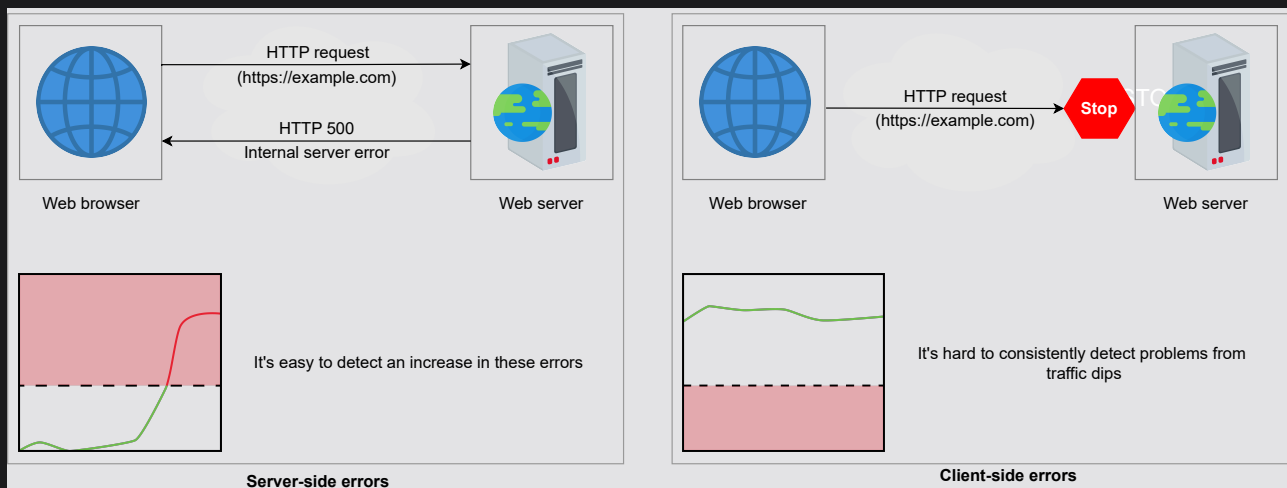 HTTP request
(https://example.com)
HTTP 500
Internal server error
Web browser
Web server
It's easy to detect an increase in these errors
Server-side errors
HTTP request
(https://example.com)
Stop
Web browser
Web server
It's hard to consistently detect problems from
traffic dips
Client-side errors